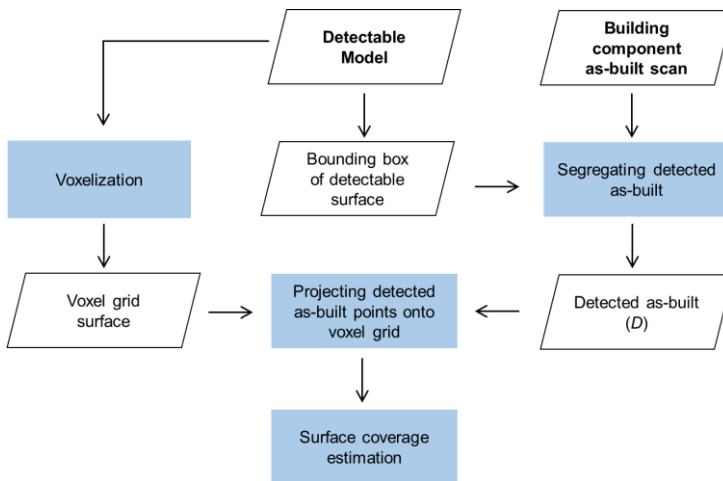 Detectable
Model
Building
component
as-built scan
Voxelization
Bounding box
of detectable
surface
Segregating detected
as-built
Voxel grid
surface
Projecting detected
as-built points onto
voxel grid
Detected as-built
(D)
Surface coverage
estimation